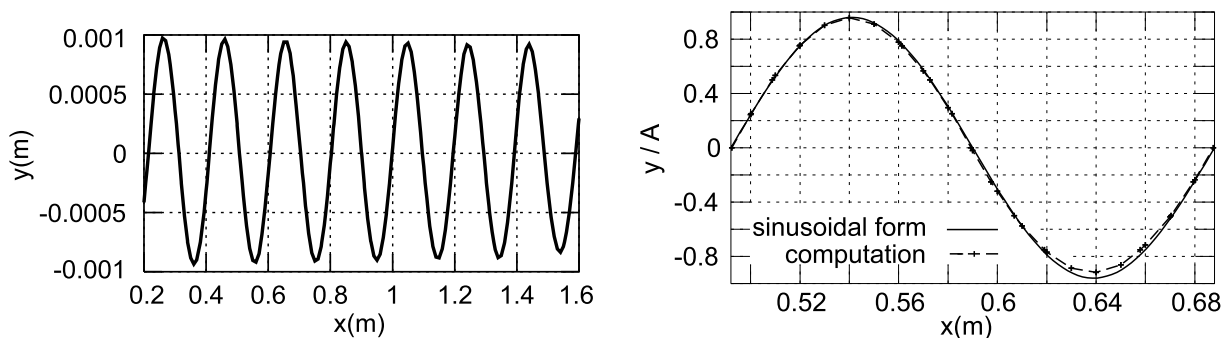 0.001
0.0005
0
-0.0005
-0.001
y(m)
0.2 0.4 0.6 0.8 1 1.2 1.4 1.6
x(m)
0.8
0.4
0
-0.4
-0.8
y / A
sinusoidal form
computation
0.52 0.56 0.6 0.64 0.68
x(m)